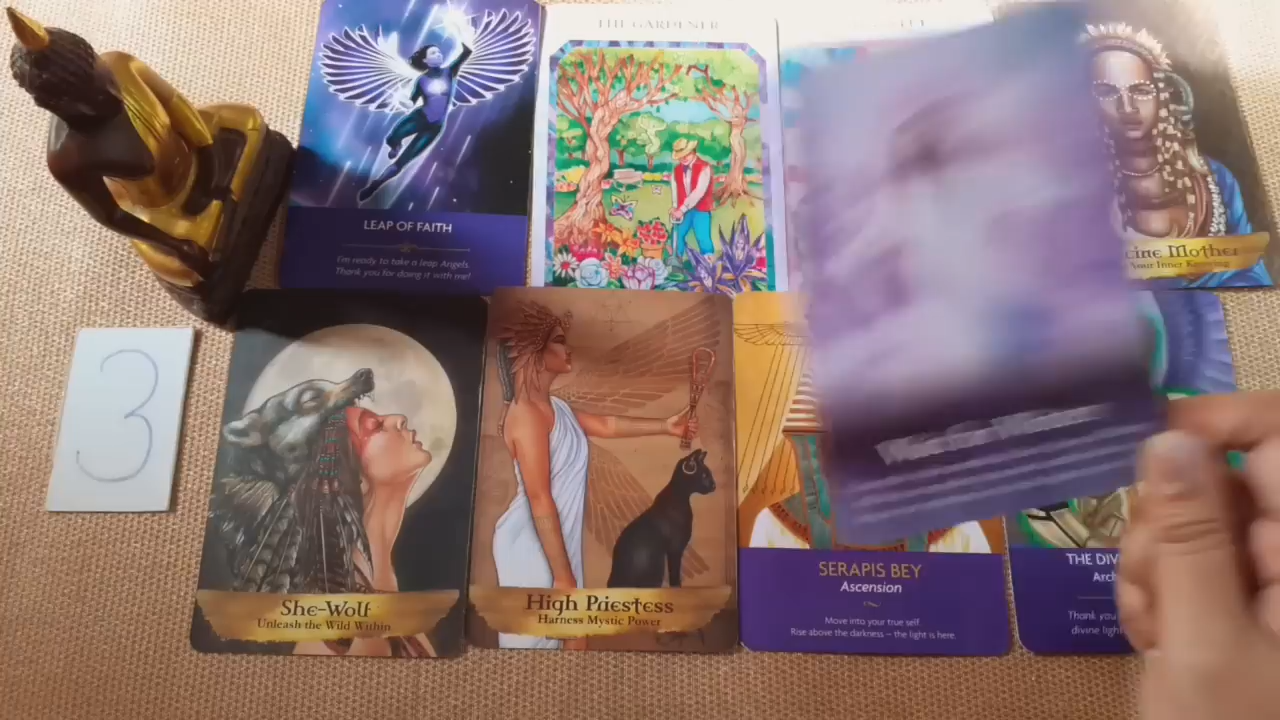 THE GARDENER
LEAP OF FAITH
I'm ready to take a leap Angels.
Thank you for doing it with me!
cine Mother
Your Inner Knowing
3
She-Wolf
Unleash the Wild Within
High Priestess
Harness Mystic Power
SERAPIS BEY
Ascension
Move into your true self.
Rise above the darkness – the light is here.
THE DIV
Arch
Thank you
divine light